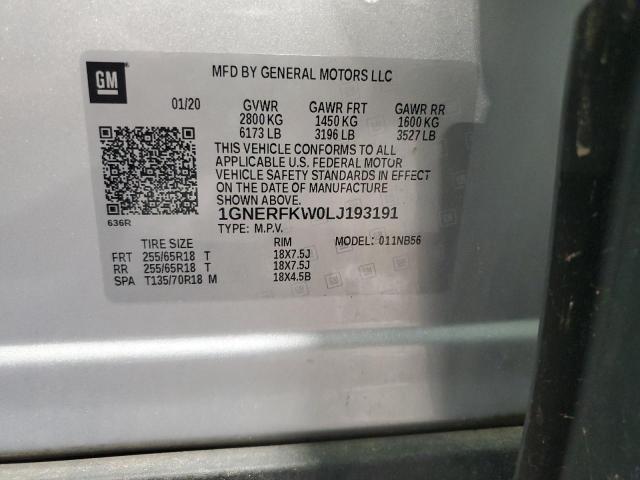 GM
MFD BY GENERAL MOTORS LLC
01/20 GVWR GAWR FRT GAWR RR
2800 KG 1450 KG 1600 KG
6173 LB 3196 LB 3527 LB
THIS VEHICLE CONFORMS TO ALL
APPLICABLE U.S. FEDERAL MOTOR
VEHICLE SAFETY STANDARDS IN EFFECT
ON THE DATE OF MANUFACTURE
SHOWN ABOVE.
636R
1GNERFKW0LJ193191
TYPE: M.P.V.
TIRE SIZE RIM MODEL: 011NB56
FRT 255/65R18 T 18X7.5J
RR 255/65R18 T 18X7.5J
SPA T135/70R18 M 18X4.5B